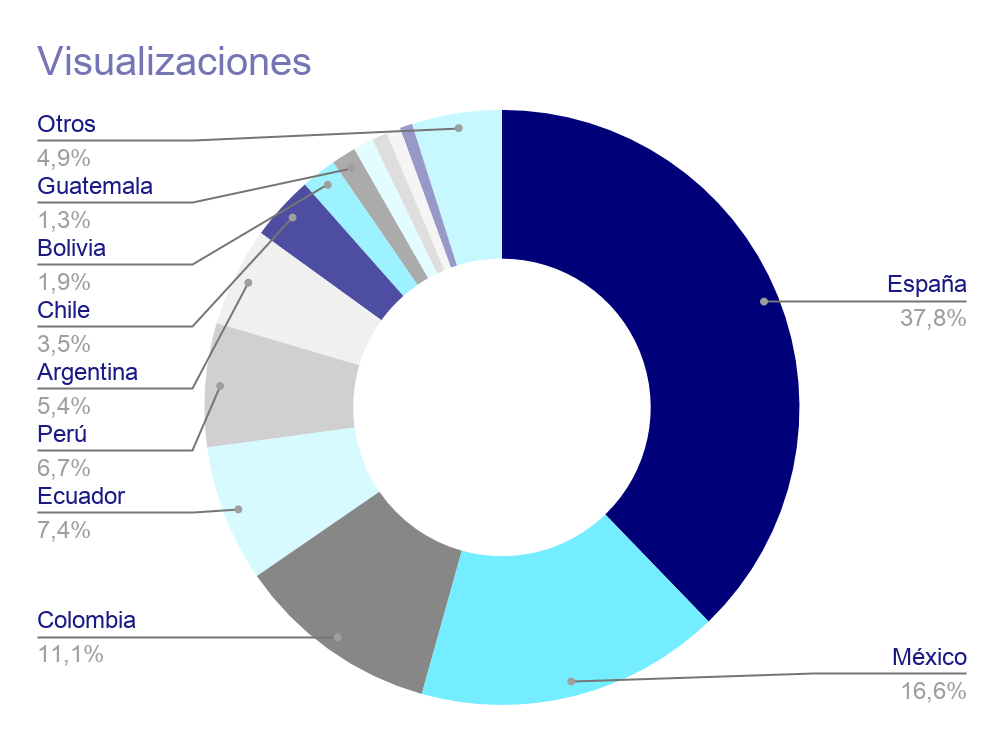 Visualizaciones
Otros
4,9%
Guatemala
1,3%
Bolivia
1,9%
Chile
3,5%
Argentina
5,4%
Perú
6,7%
Ecuador
7,4%
Colombia
11,1%
España
37,8%
México
16,6%